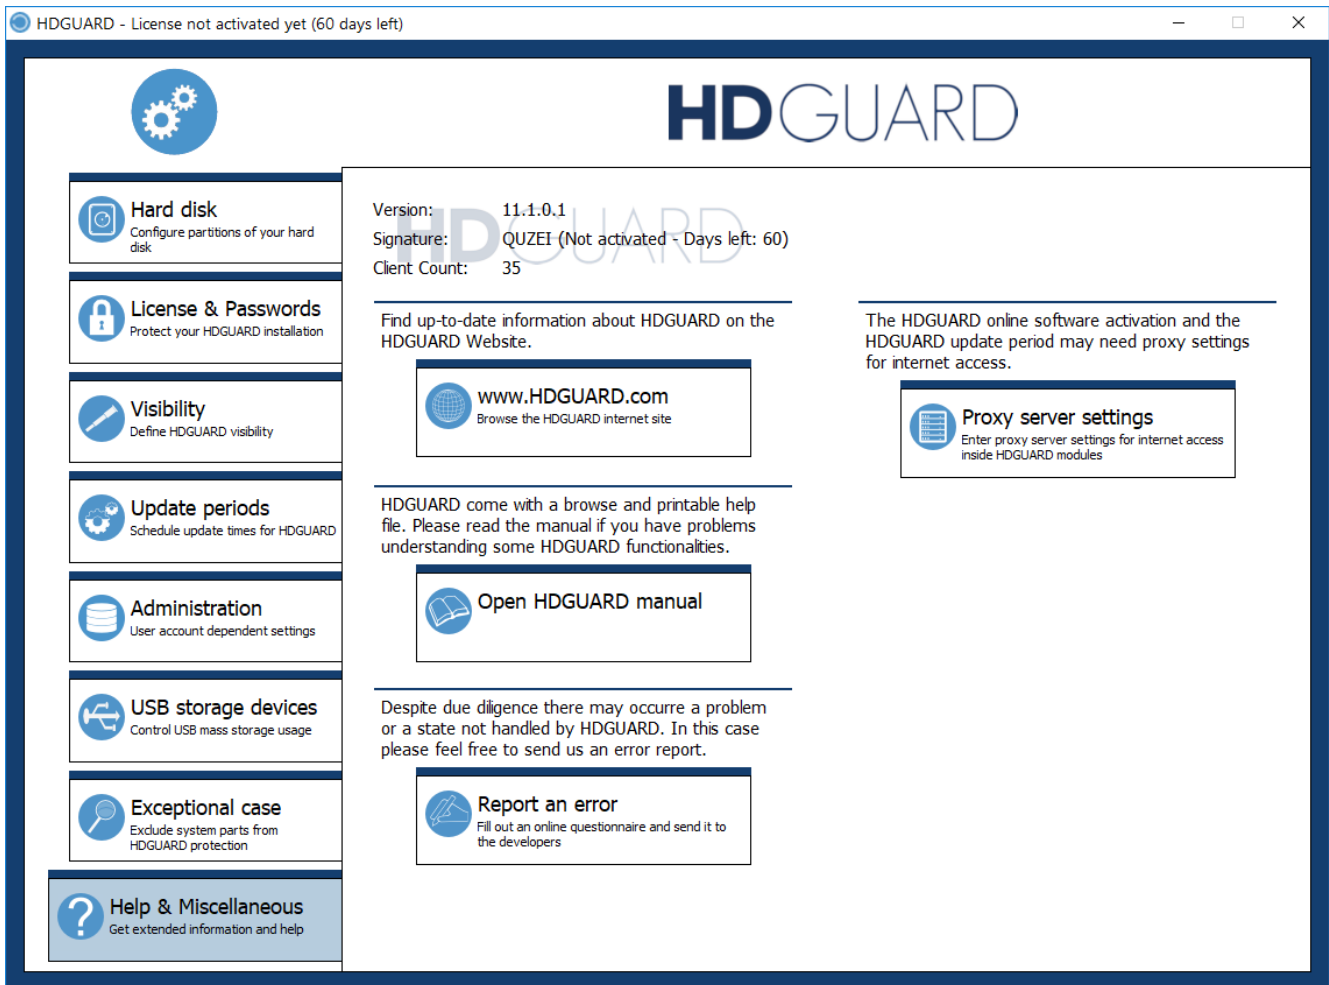 HDGUARD - License not activated yet (60 days left)
HDGUARD
Hard disk
Configure partitions of your hard
disk
License & Passwords
Protect your HDGUARD installation
Visibility
Define HDGUARD visibility
Update periods
Schedule update times for HDGUARD
Administration
User account dependent settings
USB storage devices
Control USB mass storage usage
Exceptional case
Exclude system parts from
HDGUARD protection
Help & Miscellaneous
Get extended information and help
HDGUARD
Version: 11.1.0.1
Signature: QUZEI (Not activated - Days left: 60)
Client Count: 35
Find up-to-date information about HDGUARD on the
HDGUARD Website.
www.HDGUARD.com
Browse the HDGUARD internet site
HDGUARD come with a browse and printable help
file. Please read the manual if you have problems
understanding some HDGUARD functionalities.
Open HDGUARD manual
Despite due diligence there may occurre a problem
or a state not handled by HDGUARD. In this case
please feel free to send us an error report.
Report an error
Fill out an online questionnaire and send it to
the developers
The HDGUARD online software activation and the
HDGUARD update period may need proxy settings
for internet access.
Proxy server settings
Enter proxy server settings for internet access
inside HDGUARD modules